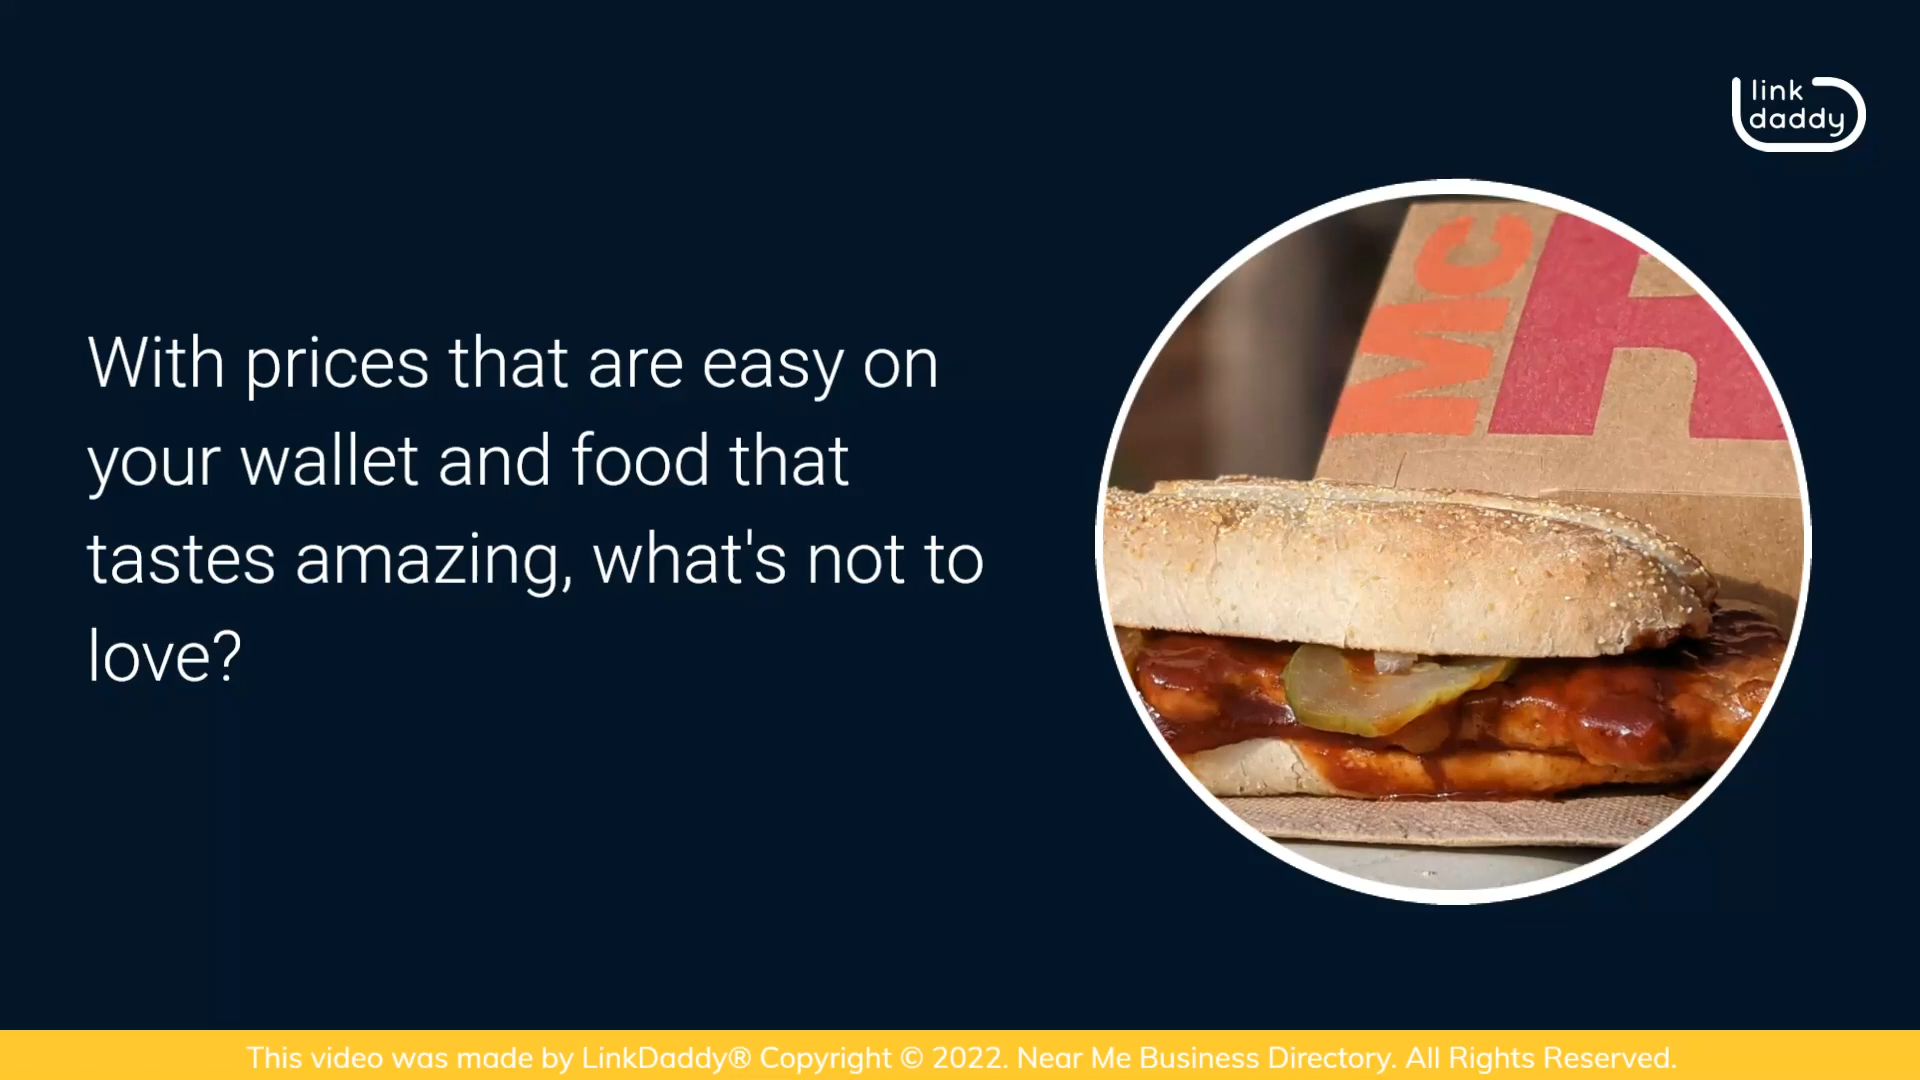 link
daddy
With prices that are easy on
your wallet and food that
tastes amazing, what's not to
love?
Mc
R
This video was made by LinkDaddy® Copyright © 2022. Near Me Business Directory. All Rights Reserved.